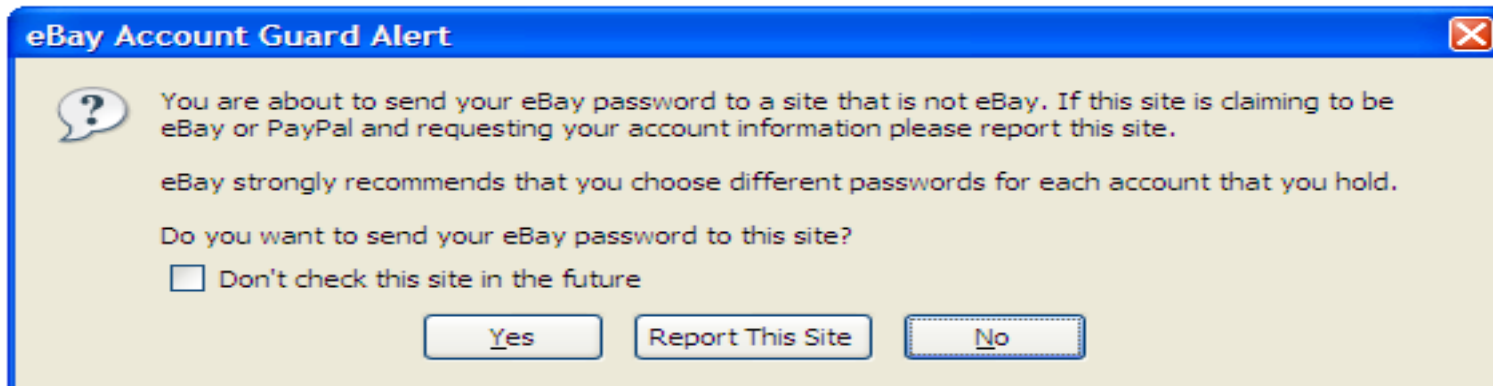 eBay Account Guard Alert
You are about to send your eBay password to a site that is not eBay. If this site is claiming to be
eBay or PayPal and requesting your account information please report this site.
eBay strongly recommends that you choose different passwords for each account that you hold.
Do you want to send your eBay password to this site?
Don't check this site in the future
Yes Report This Site No